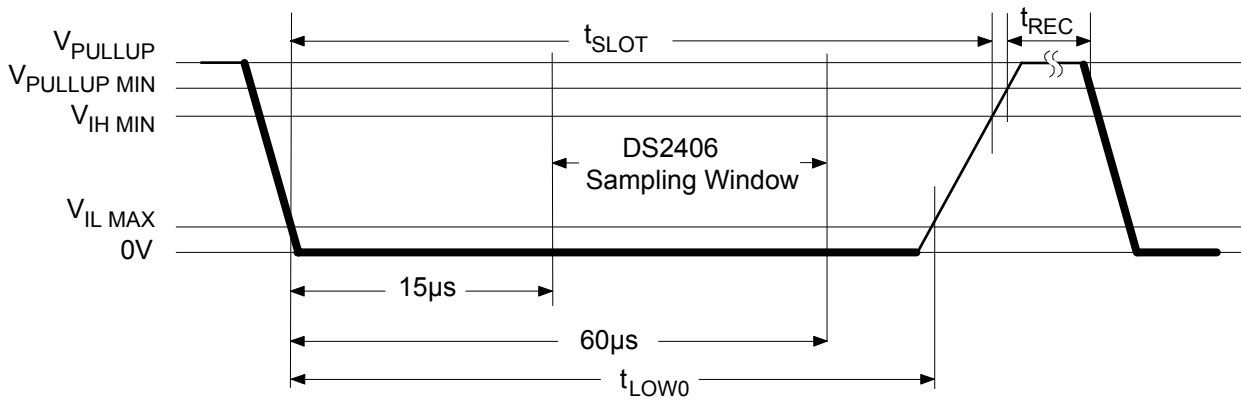 t_SLOT
t_REC
V_PULLUP
V_PULLUP MIN
V_IH MIN
DS2406
Sampling Window
V_IL MAX
0V
15µs
60µs
t_LOW0